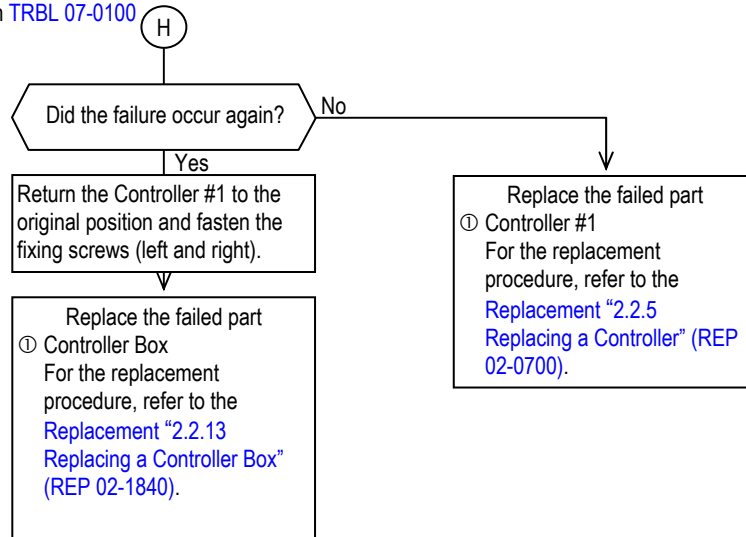 TRBL 07-0100
H
Did the failure occur again?
No
Yes
Return the Controller #1 to the
original position and fasten the
fixing screws (left and right).
Replace the failed part
① Controller Box
For the replacement
procedure, refer to the
Replacement “2.2.13
Replacing a Controller Box”
(REP 02-1840).
Replace the failed part
① Controller #1
For the replacement
procedure, refer to the
Replacement “2.2.5
Replacing a Controller” (REP
02-0700).